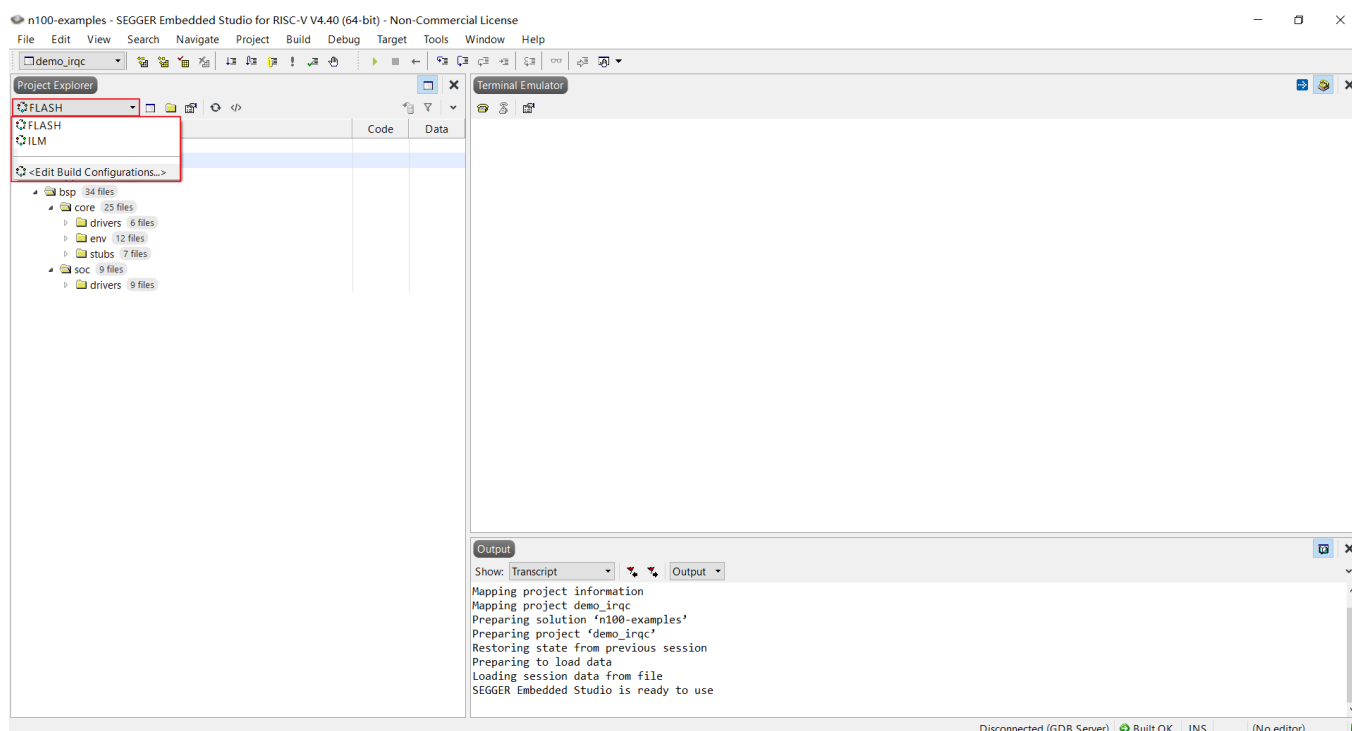 n100-examples - SEGGER Embedded Studio for RISC-V V4.40 (64-bit) - Non-Commercial License
File Edit View Search Navigate Project Build Debug Target Tools Window Help
demo_irqc
Project Explorer
Terminal Emulator
FLASH
Code Data
FLASH
ILM
<Edit Build Configurations...>
bsp 34 files
core 25 files
drivers 6 files
env 12 files
stubs 7 files
soc 9 files
drivers 9 files
Output
Show: Transcript Output
Mapping project information
Mapping project demo_irqc
Preparing solution ‘n100-examples’
Preparing project ‘demo_irqc’
Restoring state from previous session
Preparing to load data
Loading session data from file
SEGGER Embedded Studio is ready to use
Disconnected (GDB Server) Built OK INS (No editor)